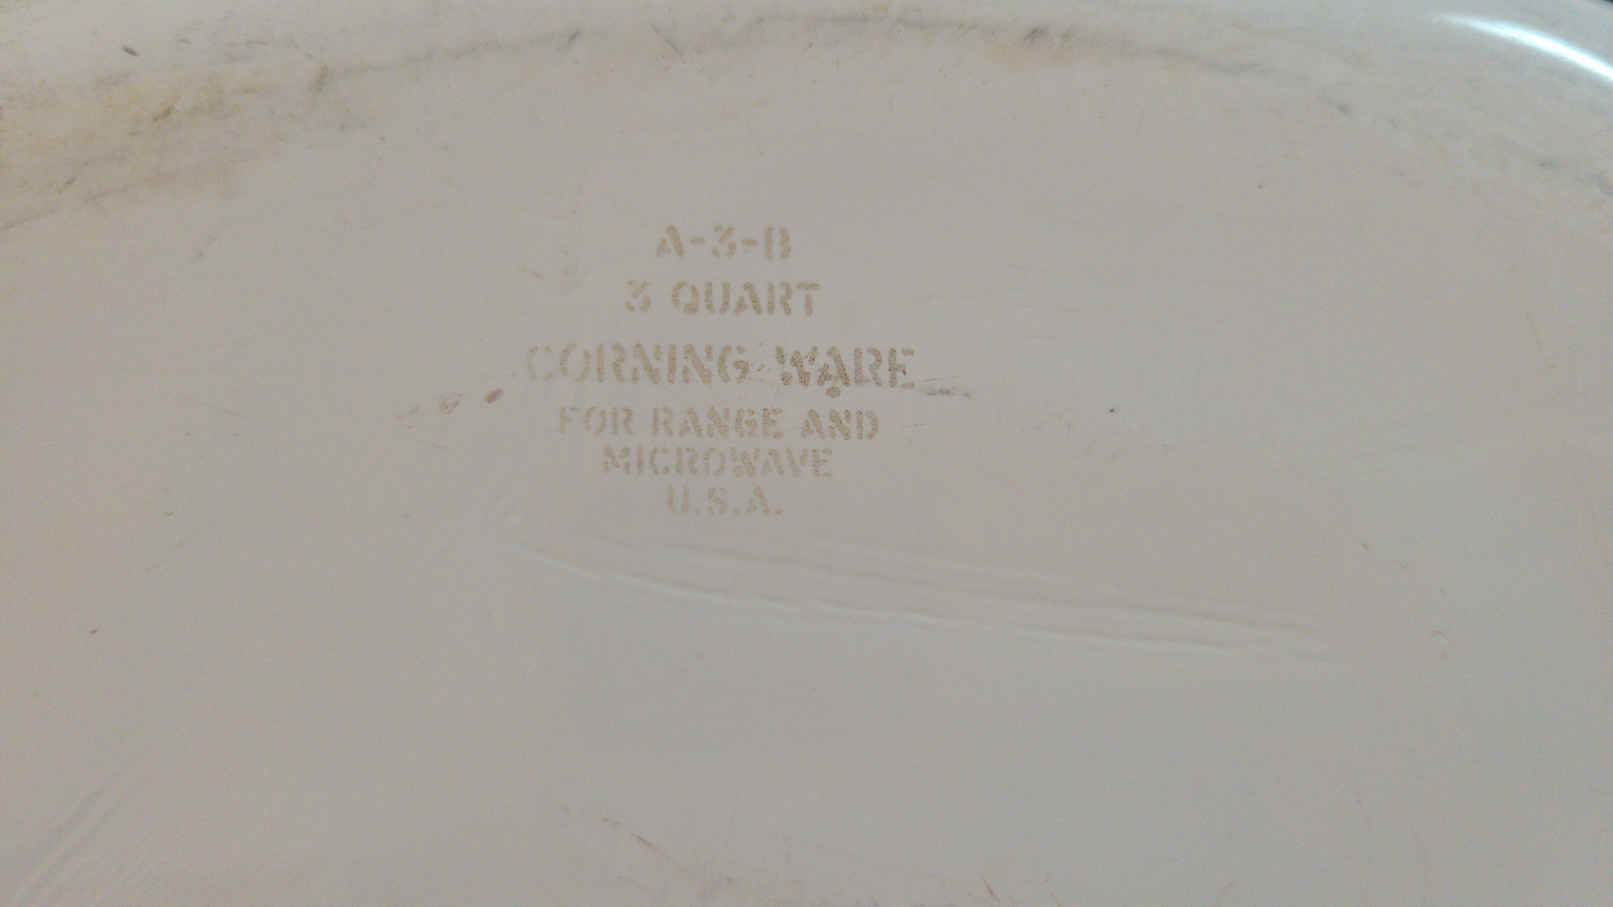 A-3-B
3 QUART
CORNING WARE
FOR RANGE AND
MICROWAVE
U.S.A.